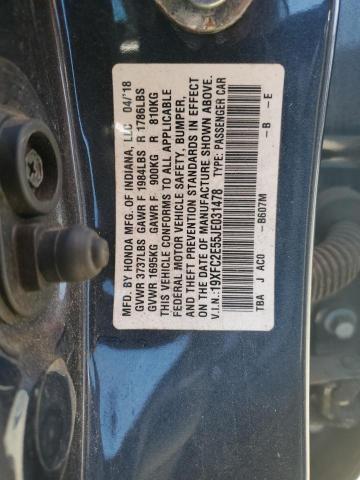 MFD. BY HONDA MFG. OF INDIANA, LLC 04/'18
GVWR 3737LBS GAWR F 1984LBS R 1786LBS
GVWR 1695KG GAWR F 900KG R 810KG
THIS VEHICLE CONFORMS TO ALL APPLICABLE
FEDERAL MOTOR VEHICLE SAFETY, BUMPER,
AND THEFT PREVENTION STANDARDS IN EFFECT
ON THE DATE OF MANUFACTURE SHOWN ABOVE.
V.I.N.:19XFC2E55JE031478 TYPE: PASSENGER CAR
TBA J AC0 - B607M - B - E